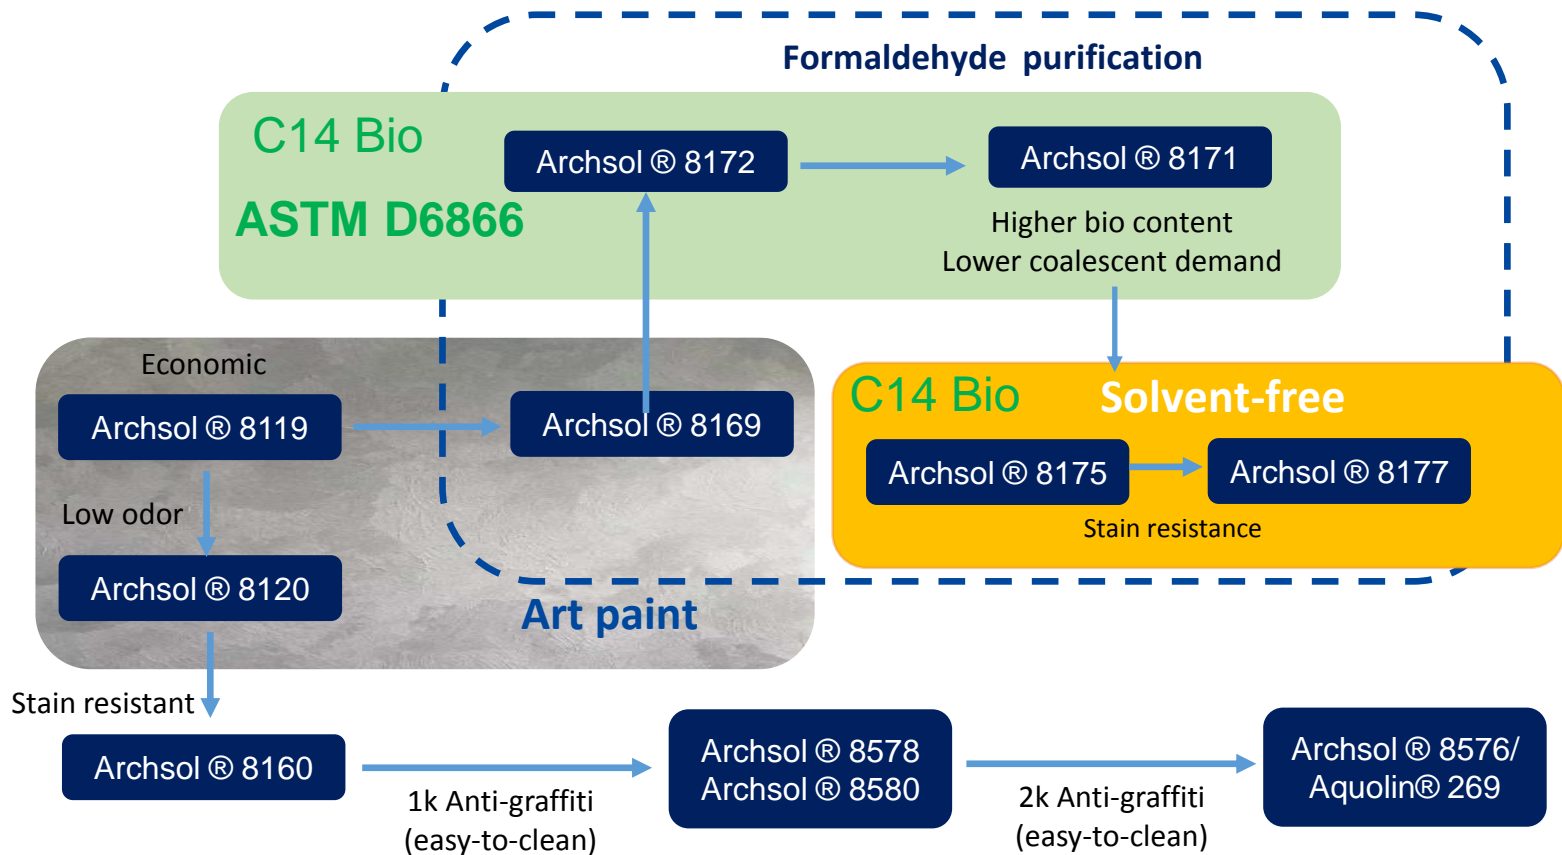 Formaldehyde purification
C14 Bio
ASTM D6866
Archsol ® 8172
Archsol ® 8171
Higher bio content
Lower coalescent demand
Economic
Archsol ® 8119
Archsol ® 8169
Low odor
Archsol ® 8120
Art paint
C14 Bio
Solvent-free
Archsol ® 8175
Archsol ® 8177
Stain resistance
Stain resistant
Archsol ® 8160
1k Anti-graffiti
(easy-to-clean)
Archsol ® 8578
Archsol ® 8580
2k Anti-graffiti
(easy-to-clean)
Archsol ® 8576/
Aquolin® 269